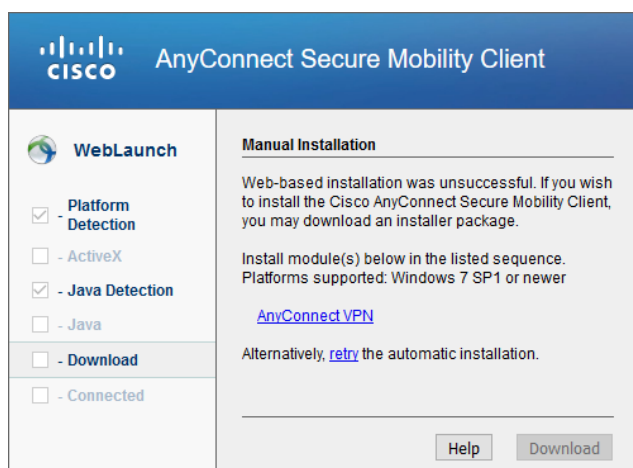 CISCO
AnyConnect Secure Mobility Client
WebLaunch
- Platform
Detection
- ActiveX
- Java Detection
- Java
- Download
- Connected
Manual Installation
Web-based installation was unsuccessful. If you wish
to install the Cisco AnyConnect Secure Mobility Client,
you may download an installer package.
Install module(s) below in the listed sequence.
Platforms supported: Windows 7 SP1 or newer
AnyConnect VPN
Alternatively, retry the automatic installation.
Help
Download